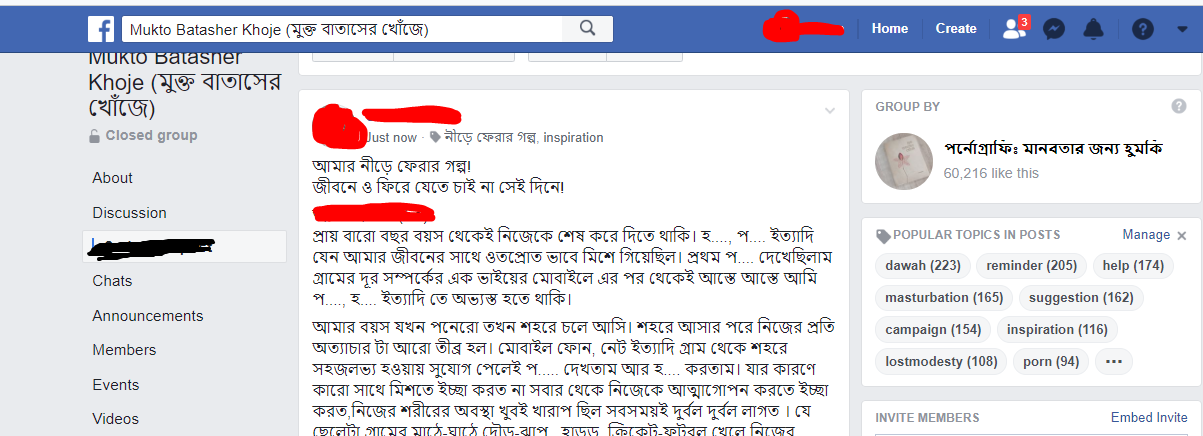 Mukto Batasher Khoje (মুক্ত বাতাসের খোঁজে)
Home
Create
3
Mukto Batasher
Khoje (মুক্ত বাতাসের
খোঁজে)
Closed group
About
Discussion
Chats
Announcements
Members
Events
Videos
Just now · নীড়ে ফেরার গল্প, inspiration
আমার নীড়ে ফেরার গল্প!
জীবনে ও ফিরে যেতে চাই না সেই দিনে!
প্রায় বারো বছর বয়স থেকেই নিজেকে শেষ করে দিতে থাকি। হ...., প.... ইত্যাদি
যেন আমার জীবনের সাথে ওতপ্রোত ভাবে মিশে গিয়েছিল। প্রথম প.... দেখেছিলাম
গ্রামের দূর সম্পর্কের এক ভাইয়ের মোবাইলে এর পর থেকেই আস্তে আস্তে আমি
প...., হ.... ইত্যাদি তে অভ্যস্ত হতে থাকি।
আমার বয়স যখন পনেরো তখন শহরে চলে আসি। শহরে আসার পরে নিজের প্রতি
অত্যাচার টা আরো তীব্র হল। মোবাইল ফোন, নেট ইত্যাদি গ্রাম থেকে শহরে
সহজলভ্য হওয়ায় সুযোগ পেলেই প..... দেখতাম আর হ.... করতাম। যার কারণে
কারো সাথে মিশতে ইচ্ছা করত না সবার থেকে নিজেকে আত্মাগোপন করতে ইচ্ছা
করত,নিজের শরীরের অবস্থা খুবই খারাপ ছিল সবসময়ই দুর্বল দুর্বল লাগত । যে
ছেলেটা গ্রামের মাঠে-ঘাঠে দৌড়-ঝাপ , হাডুডু, ক্রিকেট-ফুটবল খেলে নিজের
GROUP BY
পর্নোগ্রাফিঃ মানবতার জন্য হুমকি
60,216 like this
POPULAR TOPICS IN POSTS
Manage
dawah (223)
reminder (205)
help (174)
masturbation (165)
suggestion (162)
campaign (154)
inspiration (116)
lostmodesty (108)
porn (94)
INVITE MEMBERS
Embed Invite